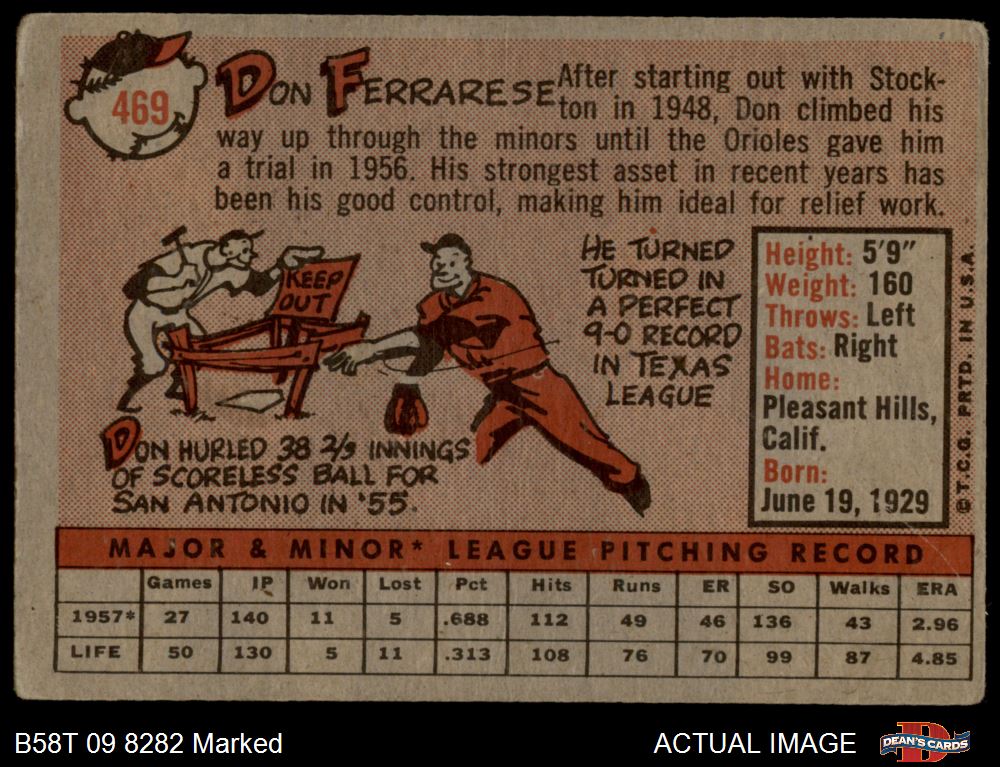 469
DON FERRARESE
After starting out with Stock-
ton in 1948, Don climbed his
way up through the minors until the Orioles gave him
a trial in 1956. His strongest asset in recent years has
been his good control, making him ideal for relief work.
KEEP
OUT
DON HURLED 38 2/3 INNINGS
OF SCORELESS BALL FOR
SAN ANTONIO IN '55.
HE TURNED
TURNED IN
A PERFECT
9-0 RECORD
IN TEXAS
LEAGUE
Height: 5'9"
Weight: 160
Throws: Left
Bats: Right
Home:
Pleasant Hills,
Calif.
Born:
June 19, 1929
© T.C.G. PRTD. IN U.S.A.
MAJOR & MINOR* LEAGUE PITCHING RECORD
Games IP Won Lost Pct Hits Runs ER SO Walks ERA
1957* 27 140 11 5 .688 112 49 46 136 43 2.96
LIFE 50 130 5 11 .313 108 76 70 99 87 4.85
B58T 09 8282 Marked
ACTUAL IMAGE
DEAN'S CARDS